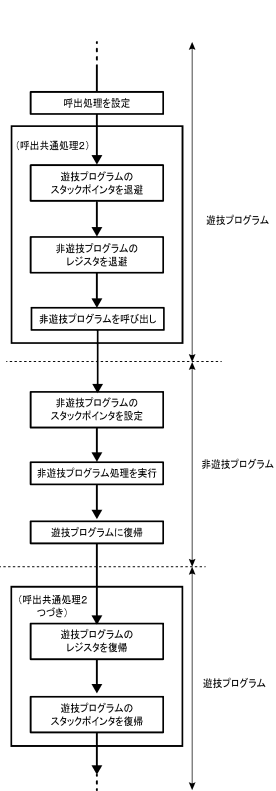 呼出処理を設定
(呼出共通処理2)
遊技プログラムの
スタックポインタを退避
非遊技プログラムの
レジスタを退避
非遊技プログラムを呼び出し
遊技プログラム
非遊技プログラムの
スタックポインタを設定
非遊技プログラム処理を実行
遊技プログラムに復帰
非遊技プログラム
(呼出共通処理2
つづき)
遊技プログラムの
レジスタを復帰
遊技プログラムの
スタックポインタを復帰
遊技プログラム